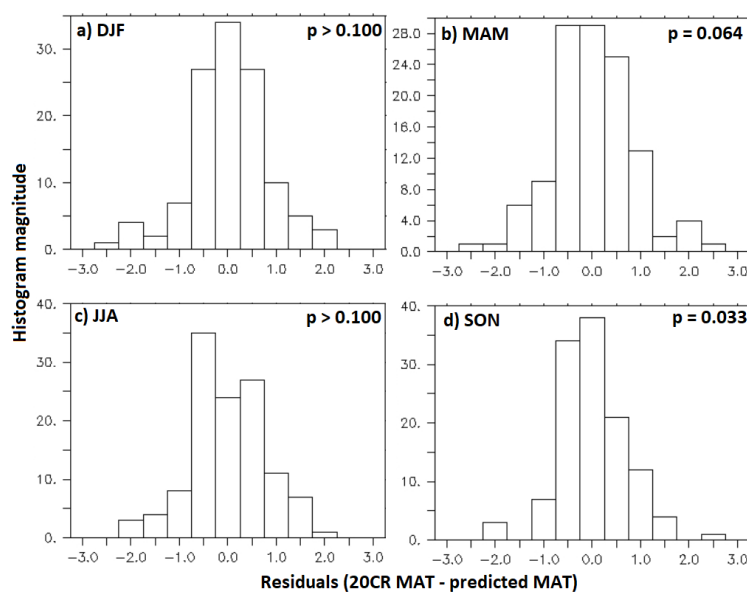 a) DJF p > 0.100
30.
20.
10.
0.
−3.0 −2.0 −1.0 0.0 1.0 2.0 3.0
b) MAM p = 0.064
28.0
24.0
20.0
16.0
12.0
8.0
4.0
0.0
−3.0 −2.0 −1.0 0.0 1.0 2.0 3.0
Histogram magnitude
c) JJA p > 0.100
40.
30.
20.
10.
0.
−3.0 −2.0 −1.0 0.0 1.0 2.0 3.0
d) SON p = 0.033
40.
30.
20.
10.
0.
−3.0 −2.0 −1.0 0.0 1.0 2.0 3.0
Residuals (20CR MAT - predicted MAT)